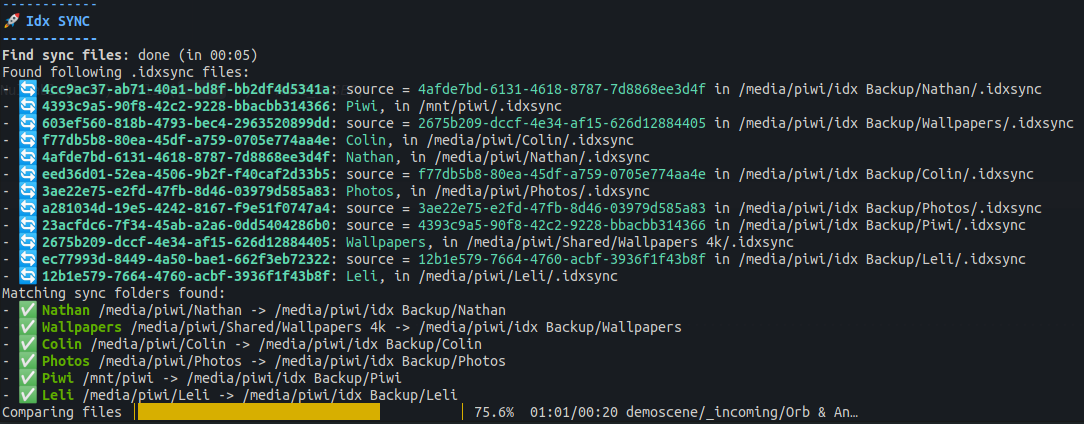 ------------
🚀 Idx SYNC
------------
Find sync files: done (in 00:05)
Found following .idxsync files:
- 🔄 4cc9ac37-ab71-40a1-bd8f-bb2df4d5341a: source = 4afde7bd-6131-4618-8787-7d8868ee3d4f in /media/piwi/idx Backup/Nathan/.idxsync
- 🔄 4393c9a5-90f8-42c2-9228-bbacbb314366: Piwi, in /mnt/piwi/.idxsync
- 🔄 603ef560-818b-4793-bec4-2963520899dd: source = 2675b209-dccf-4e34-af15-626d12884405 in /media/piwi/idx Backup/Wallpapers/.idxsync
- 🔄 f77db5b8-80ea-45df-a759-0705e774aa4e: Colin, in /media/piwi/Colin/.idxsync
- 🔄 4afde7bd-6131-4618-8787-7d8868ee3d4f: Nathan, in /media/piwi/Nathan/.idxsync
- 🔄 eed36d01-52ea-4506-9b2f-f40caf2d33b5: source = f77db5b8-80ea-45df-a759-0705e774aa4e in /media/piwi/idx Backup/Colin/.idxsync
- 🔄 3ae22e75-e2fd-47fb-8d46-03979d585a83: Photos, in /media/piwi/Photos/.idxsync
- 🔄 a281034d-19e5-4242-8167-f9e51f0747a4: source = 3ae22e75-e2fd-47fb-8d46-03979d585a83 in /media/piwi/idx Backup/Photos/.idxsync
- 🔄 23acfdc6-7f34-45ab-a2a6-0dd5404286b0: source = 4393c9a5-90f8-42c2-9228-bbacbb314366 in /media/piwi/idx Backup/Piwi/.idxsync
- 🔄 2675b209-dccf-4e34-af15-626d12884405: Wallpapers, in /media/piwi/Shared/Wallpapers 4k/.idxsync
- 🔄 ec77993d-8449-4a50-bae1-662f3eb72322: source = 12b1e579-7664-4760-acbf-3936f1f43b8f in /media/piwi/idx Backup/Leli/.idxsync
- 🔄 12b1e579-7664-4760-acbf-3936f1f43b8f: Leli, in /media/piwi/Leli/.idxsync
Matching sync folders found:
- ✅ Nathan /media/piwi/Nathan -> /media/piwi/idx Backup/Nathan
- ✅ Wallpapers /media/piwi/Shared/Wallpapers 4k -> /media/piwi/idx Backup/Wallpapers
- ✅ Colin /media/piwi/Colin -> /media/piwi/idx Backup/Colin
- ✅ Photos /media/piwi/Photos -> /media/piwi/idx Backup/Photos
- ✅ Piwi /mnt/piwi -> /media/piwi/idx Backup/Piwi
- ✅ Leli /media/piwi/Leli -> /media/piwi/idx Backup/Leli
Comparing files | | 75.6% 01:01/00:20 demoscene/_incoming/Orb & An…